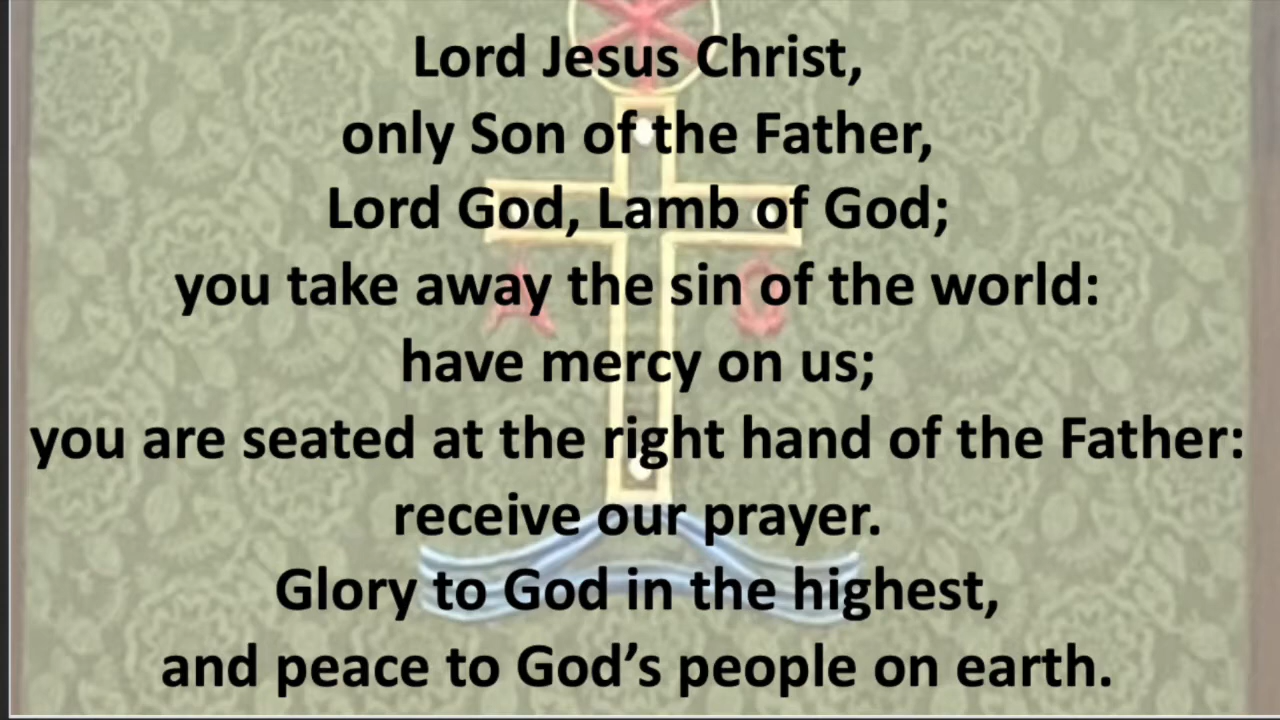 Lord Jesus Christ,
only Son of the Father,
Lord God, Lamb of God;
you take away the sin of the world:
have mercy on us;
you are seated at the right hand of the Father:
receive our prayer.
Glory to God in the highest,
and peace to God’s people on earth.